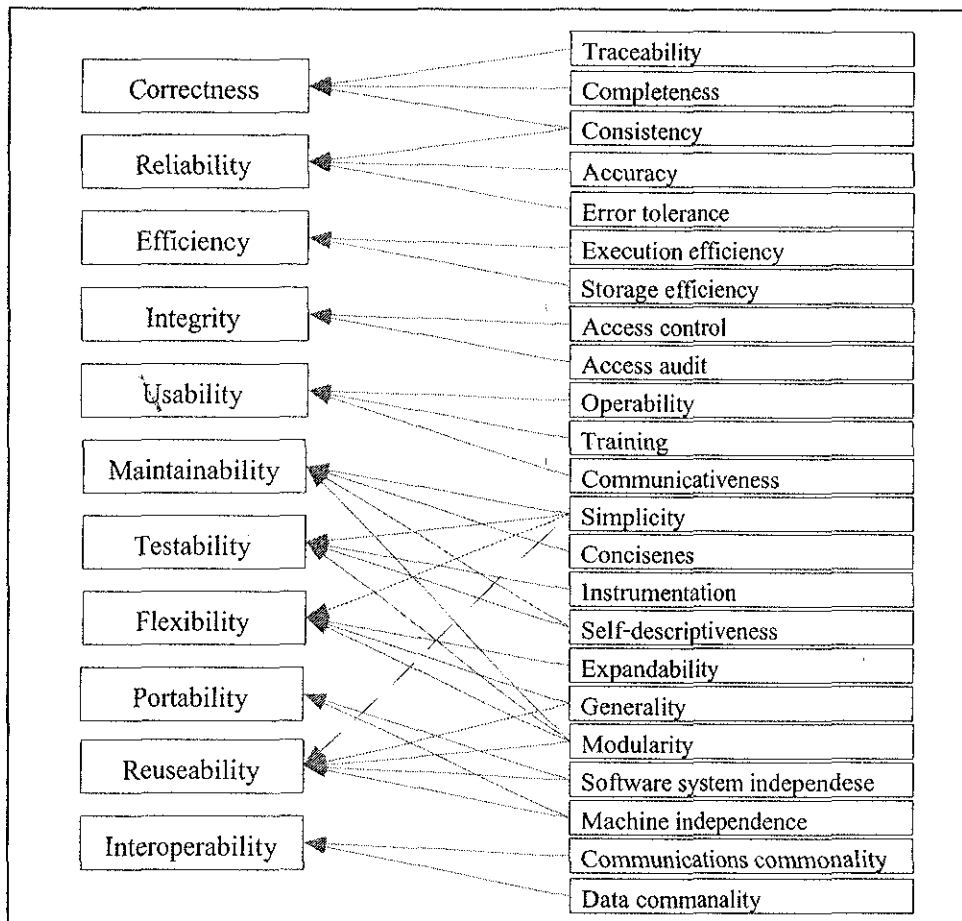 Correctness
Reliability
Efficiency
Integrity
Usability
Maintainability
Testability
Flexibility
Portability
Reuseability
Interoperability
Traceability
Completeness
Consistency
Accuracy
Error tolerance
Execution efficiency
Storage efficiency
Access control
Access audit
Operability
Training
Communicativeness
Simplicity
Concisenes
Instrumentation
Self-descriptiveness
Expandability
Generality
Modularity
Software system independese
Machine independence
Communications commonality
Data commanality